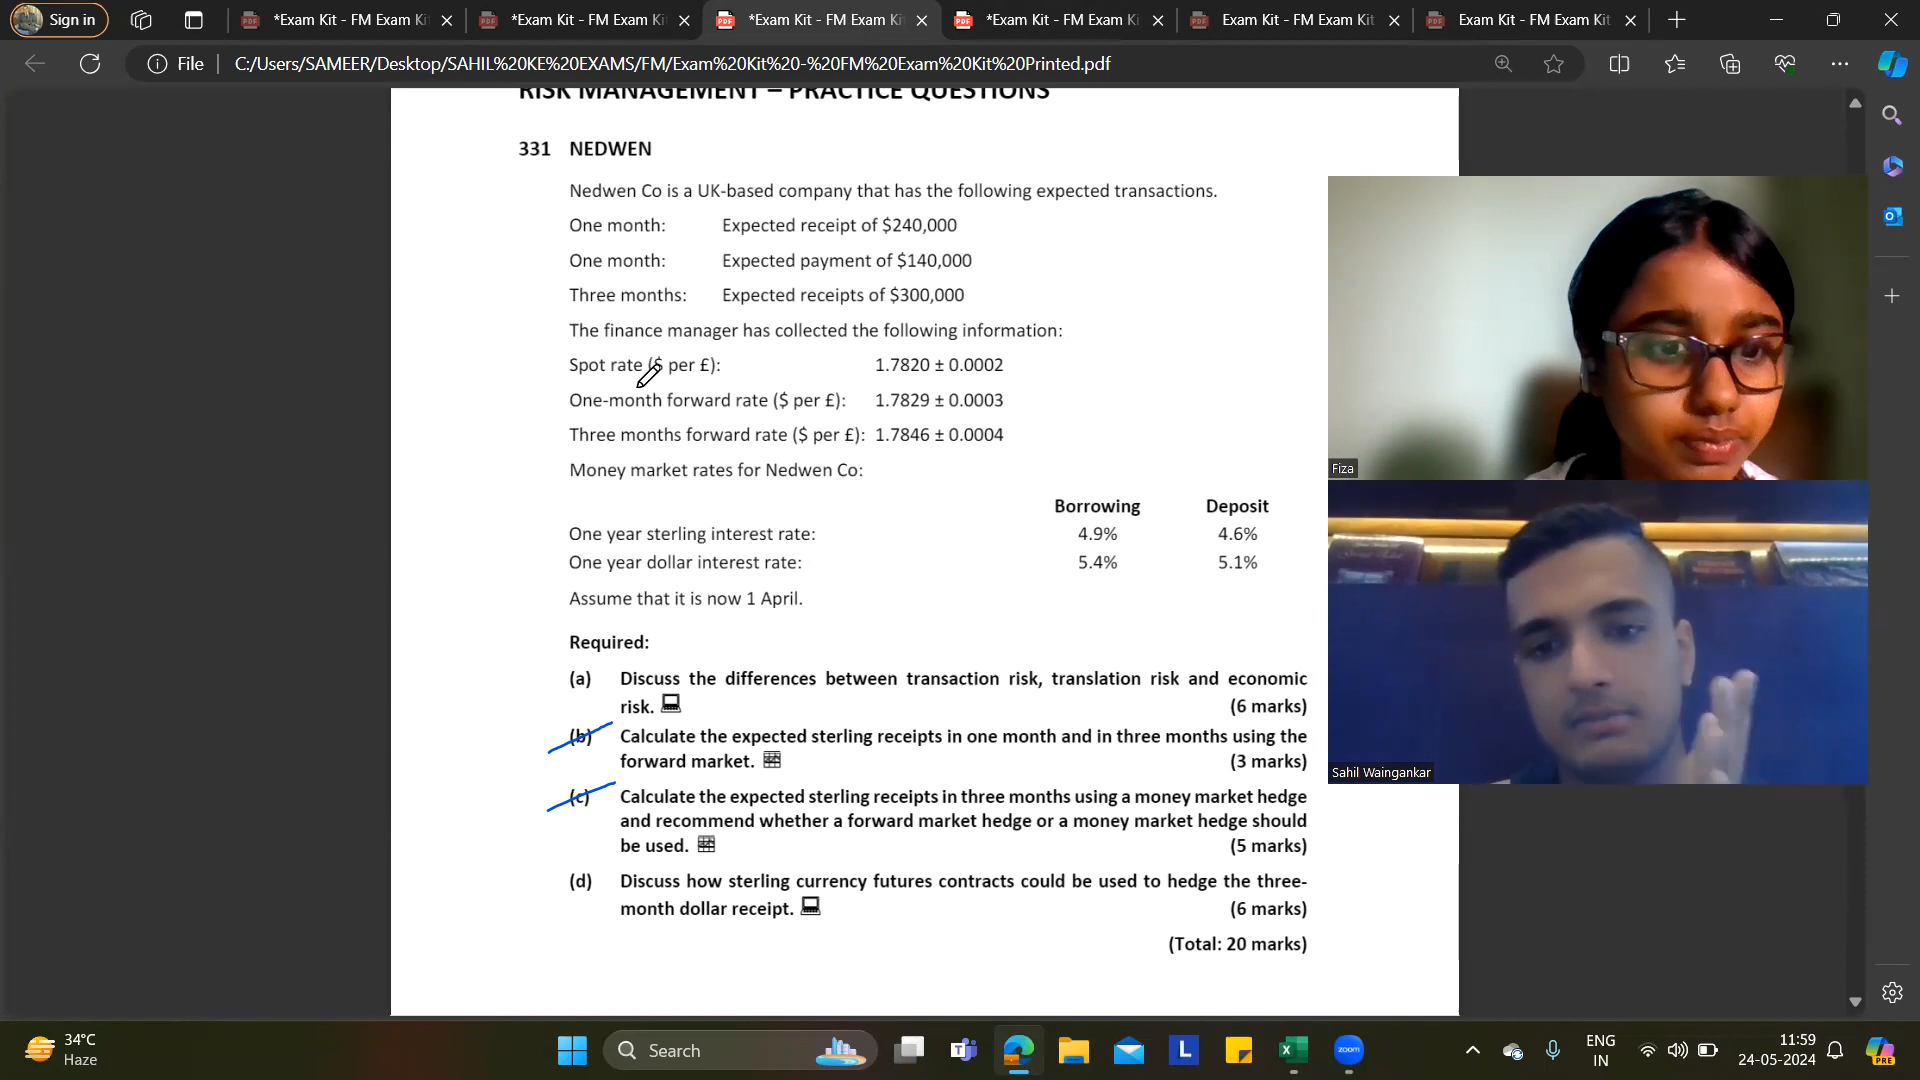 Sign in
*Exam Kit - FM Exam Ki
*Exam Kit - FM Exam Ki
*Exam Kit - FM Exam Ki
*Exam Kit - FM Exam Ki
Exam Kit - FM Exam Kit
Exam Kit - FM Exam Kit
File
C:/Users/SAMEER/Desktop/SAHIL%20KE%20EXAMS/FM/Exam%20Kit%20-%20FM%20Exam%20Kit%20Printed.pdf
RISK MANAGEMENT – PRACTICE QUESTIONS
331 NEDWEN
Nedwen Co is a UK-based company that has the following expected transactions.
One month: Expected receipt of $240,000
One month: Expected payment of $140,000
Three months: Expected receipts of $300,000
The finance manager has collected the following information:
Spot rate ($ per £): 1.7820 ± 0.0002
One-month forward rate ($ per £): 1.7829 ± 0.0003
Three months forward rate ($ per £): 1.7846 ± 0.0004
Money market rates for Nedwen Co:
Borrowing Deposit
One year sterling interest rate: 4.9% 4.6%
One year dollar interest rate: 5.4% 5.1%
Assume that it is now 1 April.
Required:
(a) Discuss the differences between transaction risk, translation risk and economic
risk. (6 marks)
(b) Calculate the expected sterling receipts in one month and in three months using the
forward market. (3 marks)
(c) Calculate the expected sterling receipts in three months using a money market hedge
and recommend whether a forward market hedge or a money market hedge should
be used. (5 marks)
(d) Discuss how sterling currency futures contracts could be used to hedge the three-
month dollar receipt. (6 marks)
(Total: 20 marks)
Fiza
Sahil Waingankar
34°C
Haze
Search
zoom
ENG
IN
11:59
24-05-2024
PRE